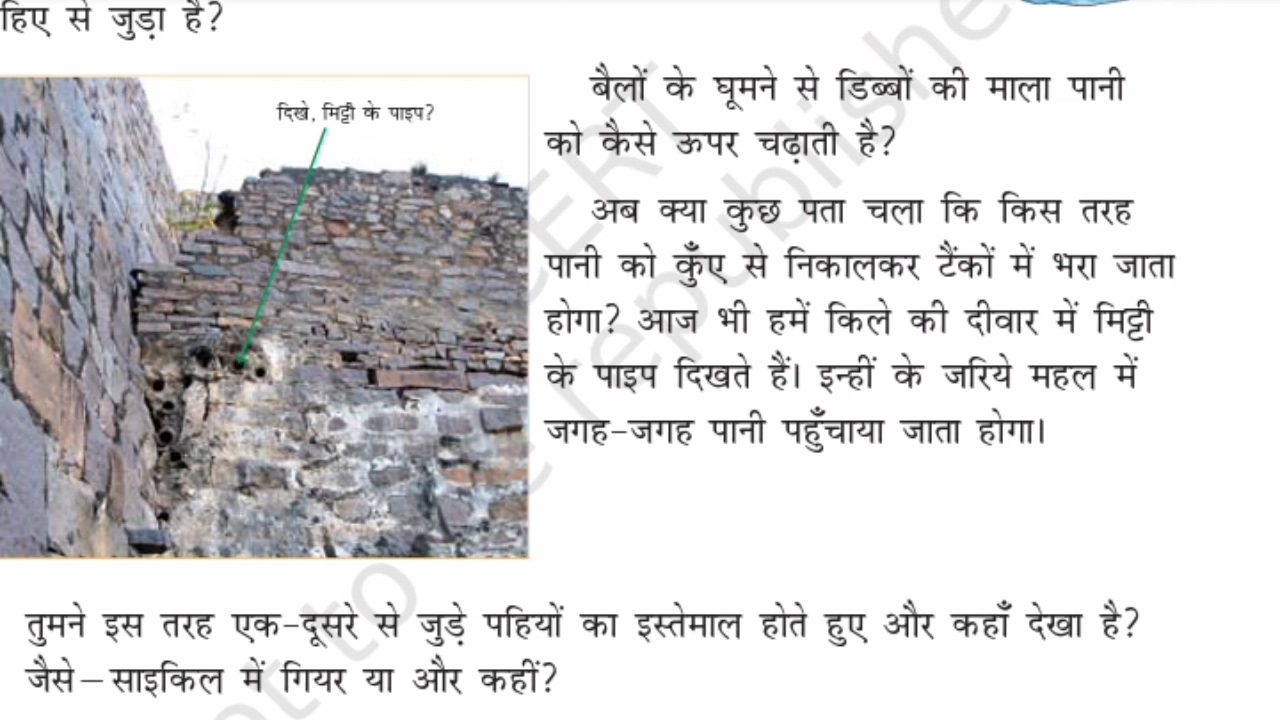 हिए से जुड़ा है?
दिखे, मिट्टी के पाइप?
बैलों के घूमने से डिब्बों की माला पानी
को कैसे ऊपर चढ़ाती है?
अब क्या कुछ पता चला कि किस तरह
पानी को कुँए से निकालकर टैंकों में भरा जाता
होगा? आज भी हमें किले की दीवार में मिट्टी
के पाइप दिखते हैं। इन्हीं के जरिये महल में
जगह-जगह पानी पहुँचाया जाता होगा।
तुमने इस तरह एक-दूसरे से जुड़े पहियों का इस्तेमाल होते हुए और कहाँ देखा है?
जैसे – साइकिल में गियर या और कहीं?